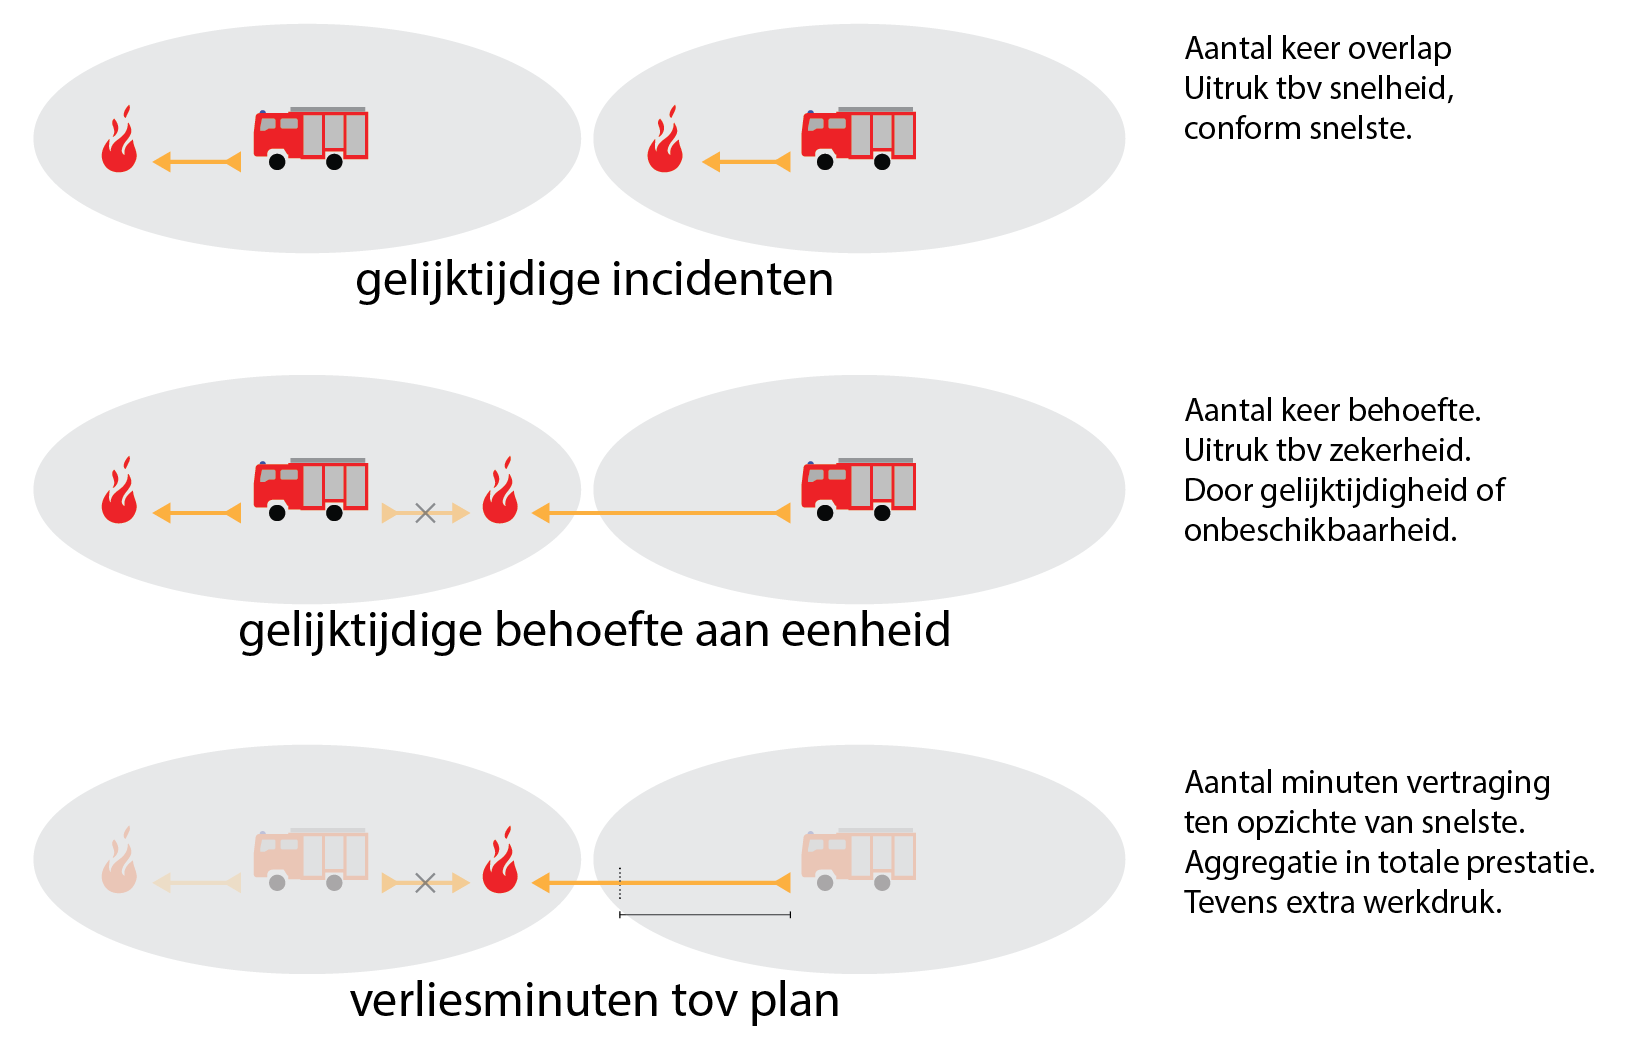 Aantal keer overlap
Uitruk tbv snelheid,
conform snelste.
gelijktijdige incidenten
Aantal keer behoefte.
Uitruk tbv zekerheid.
Door gelijktijdigheid of
onbeschikbaarheid.
gelijktijdige behoefte aan eenheid
Aantal minuten vertraging
ten opzichte van snelste.
Aggregatie in totale prestatie.
Tevens extra werkdruk.
verliesminuten tov plan